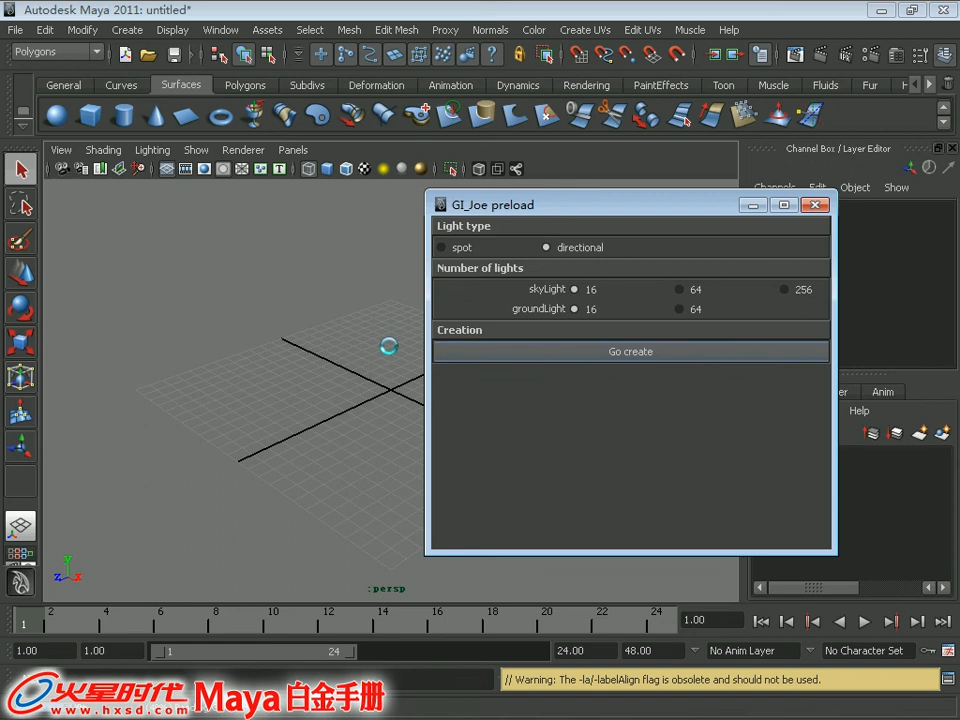 Autodesk Maya 2011: untitled*
File Edit Modify Create Display Window Assets Select Mesh Edit Mesh Proxy Normals Color Create UVs Edit UVs Muscle Help
Polygons
General Curves Surfaces Polygons Subdivs Deformation Animation Dynamics Rendering PaintEffects Toon Muscle Fluids Fur
View Shading Lighting Show Renderer Panels
Channel Box / Layer Editor
Channels Edit Object Show
GI_Joe preload
Light type
spot directional
Number of lights
skyLight 16 64 256
groundLight 16 64
Creation
Go create
Anim
Help
y
z x
:persp
2 4 6 8 10 12 14 16 18 20 22 24
1
1.00
1.00 1.00 1 24 24.00 48.00 No Anim Layer No Character Set
// Warning: The -la/-labelAlign flag is obsolete and should not be used.
火星时代 Maya 白金手册
www.hxsd.com